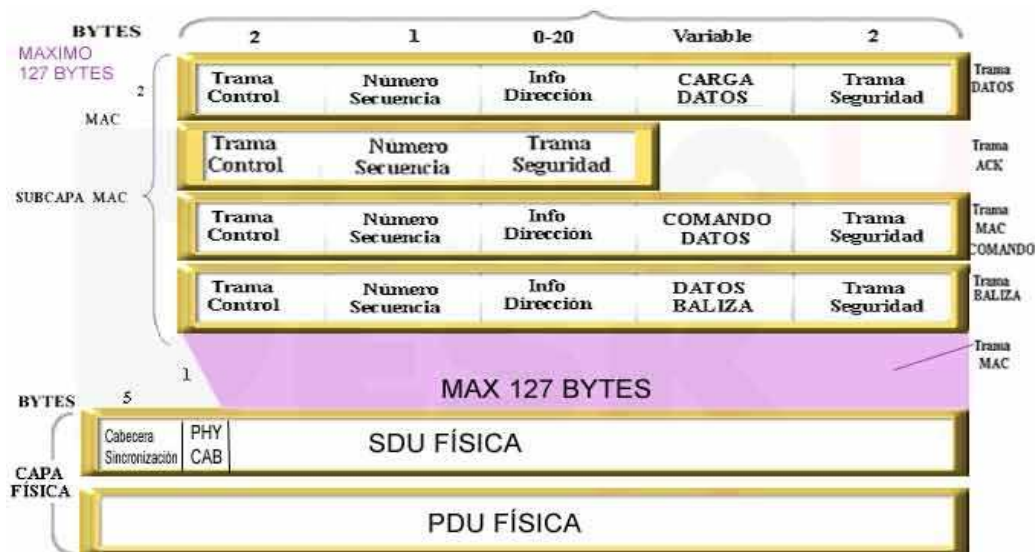 BYTES 2 1 0-20 Variable 2
MAXIMO
127 BYTES
2
MAC
SUBCAPA MAC
Trama Control Número Secuencia Info Dirección CARGA DATOS Trama Seguridad
Trama DATOS
Trama Control Número Secuencia Trama Seguridad
Trama ACK
Trama Control Número Secuencia Info Dirección COMANDO DATOS Trama Seguridad
Trama MAC COMANDO
Trama Control Número Secuencia Info Dirección DATOS BALIZA Trama Seguridad
Trama BALIZA
Trama MAC
1
MAX 127 BYTES
BYTES 5
Cabecera Sincronización PHY CAB SDU FÍSICA
CAPA FÍSICA
PDU FÍSICA